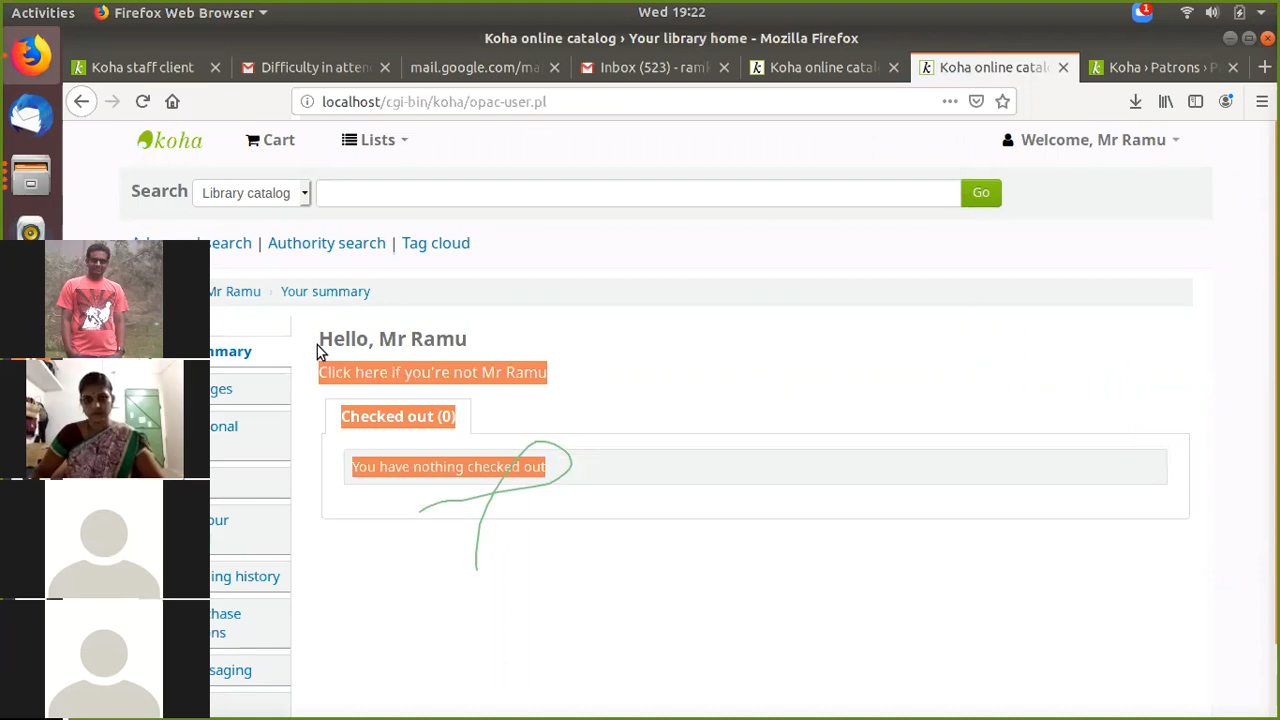 Activities Firefox Web Browser Wed 19:22 1
Koha online catalog › Your library home - Mozilla Firefox
Koha staff client Difficulty in atten mail.google.com/ma Inbox (523) - raml Koha online catal Koha online catal Koha › Patrons › P
localhost/cgi-bin/koha/opac-user.pl
koha Cart Lists Welcome, Mr Ramu
Search Library catalog Go
search | Authority search | Tag cloud
Mr Ramu › Your summary
Hello, Mr Ramu
mmary
Click here if you're not Mr Ramu
ges
Checked out (0)
onal
You have nothing checked out
our
ing history
hase
ns
saging